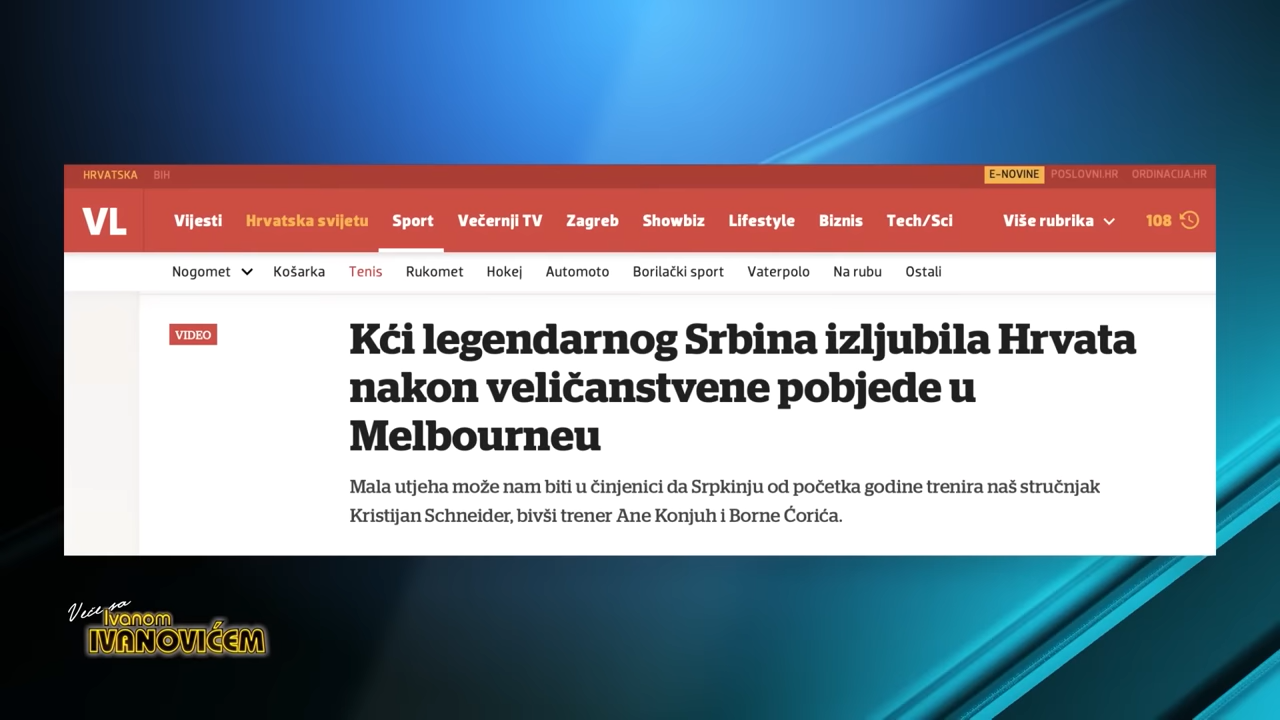 HRVATSKA BIH E-NOVINE POSLOVNI.HR ORDINACIJA.HR
VL Vijesti Hrvatska svijetu Sport Večernji TV Zagreb Showbiz Lifestyle Biznis Tech/Sci Više rubrika 108
Nogomet Košarka Tenis Rukomet Hokej Automoto Borilački sport Vaterpolo Na rubu Ostali
VIDEO
Kći legendarnog Srbina izljubila Hrvata
nakon veličanstvene pobjede u
Melbourneu
Mala utjeha može nam biti u činjenici da Srpkinju od početka godine trenira naš stručnjak
Kristijan Schneider, bivši trener Ane Konjuh i Borne Ćorića.
Veče sa
Ivanom
IVANOVIĆEM